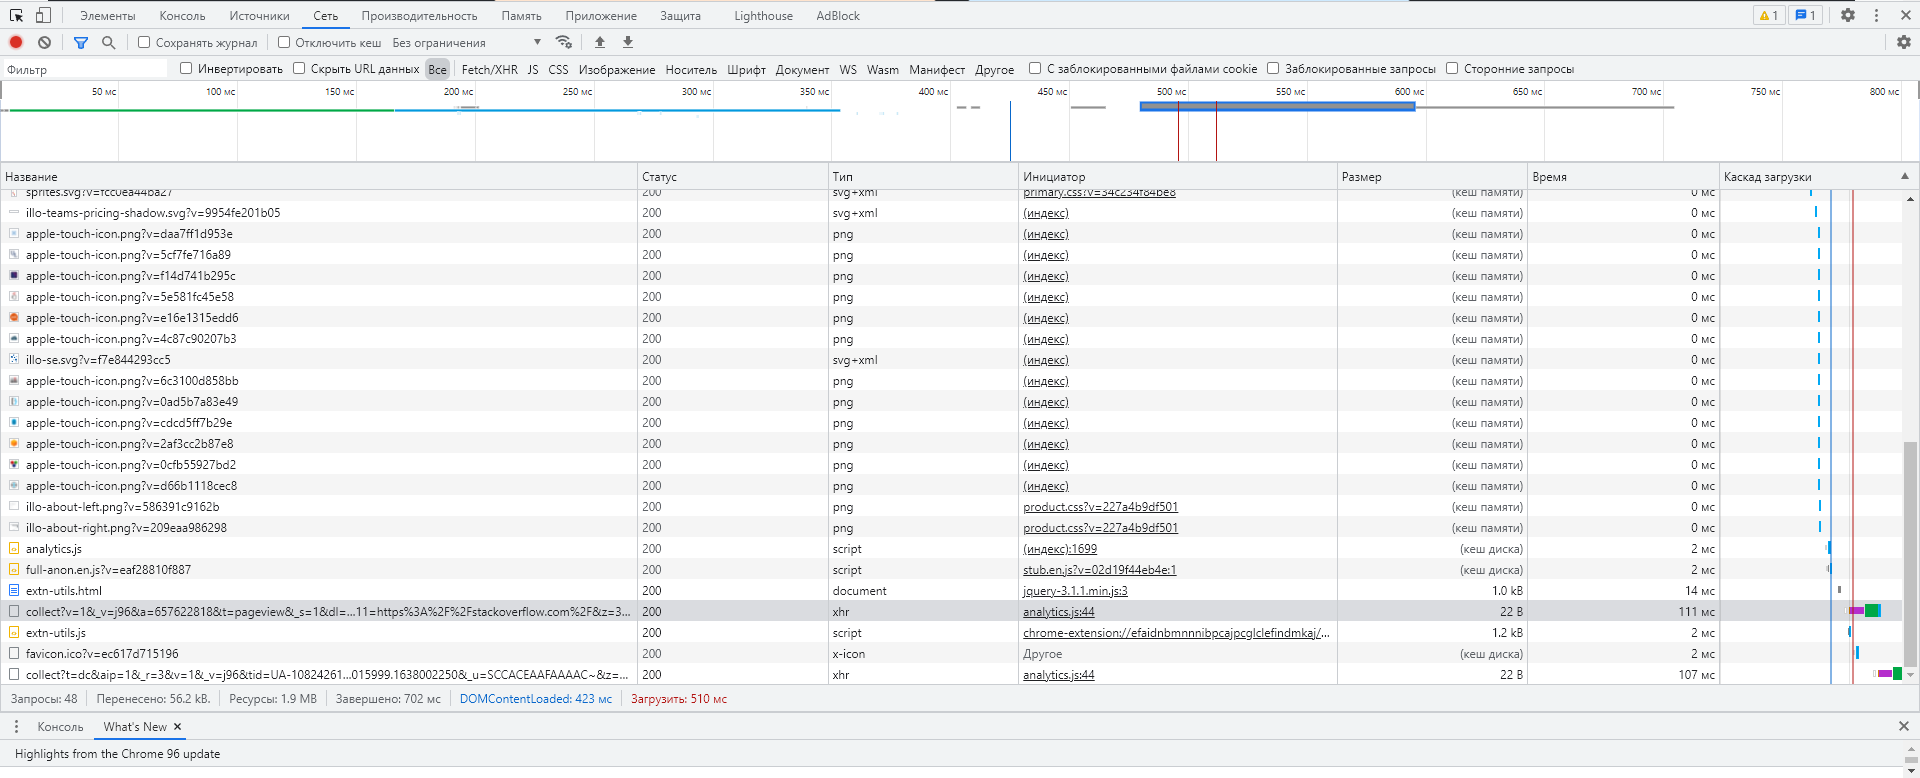 Элементы Консоль Источники Сеть Производительность Память Приложение Защита Lighthouse AdBlock 1 1
Сохранять журнал Отключить кеш Без ограничения
Фильтр Инвертировать Скрыть URL данных Все Fetch/XHR JS CSS Изображение Носитель Шрифт Документ WS Wasm Манифест Другое С заблокированными файлами cookie Заблокированные запросы Сторонние запросы
50 мс 100 мс 150 мс 200 мс 250 мс 300 мс 350 мс 400 мс 450 мс 500 мс 550 мс 600 мс 650 мс 700 мс 750 мс 800 мс
Название Статус Тип Инициатор Размер Время Каскад загрузки
sprites.svg?v=fcc0ea44ba27 200 svg+xml primary.css?v=34c234f84be8 (кеш памяти) 0 мс
illo-teams-pricing-shadow.svg?v=9954fe201b05 200 svg+xml (индекс) (кеш памяти) 0 мс
apple-touch-icon.png?v=daa7ff1d953e 200 png (индекс) (кеш памяти) 0 мс
apple-touch-icon.png?v=5cf7fe716a89 200 png (индекс) (кеш памяти) 0 мс
apple-touch-icon.png?v=f14d741b295c 200 png (индекс) (кеш памяти) 0 мс
apple-touch-icon.png?v=5e581fc45e58 200 png (индекс) (кеш памяти) 0 мс
apple-touch-icon.png?v=e16e1315edd6 200 png (индекс) (кеш памяти) 0 мс
apple-touch-icon.png?v=4c87c90207b3 200 png (индекс) (кеш памяти) 0 мс
illo-se.svg?v=f7e844293cc5 200 svg+xml (индекс) (кеш памяти) 0 мс
apple-touch-icon.png?v=6c3100d858bb 200 png (индекс) (кеш памяти) 0 мс
apple-touch-icon.png?v=0ad5b7a83e49 200 png (индекс) (кеш памяти) 0 мс
apple-touch-icon.png?v=cdcd5ff7b29e 200 png (индекс) (кеш памяти) 0 мс
apple-touch-icon.png?v=2af3cc2b87e8 200 png (индекс) (кеш памяти) 0 мс
apple-touch-icon.png?v=0cfb55927bd2 200 png (индекс) (кеш памяти) 0 мс
apple-touch-icon.png?v=d66b1118cec8 200 png (индекс) (кеш памяти) 0 мс
illo-about-left.png?v=586391c9162b 200 png product.css?v=227a4b9df501 (кеш памяти) 0 мс
illo-about-right.png?v=209eaa986298 200 png product.css?v=227a4b9df501 (кеш памяти) 0 мс
analytics.js 200 script (индекс):1699 (кеш диска) 2 мс
full-anon.en.js?v=eaf28810f887 200 script stub.en.js?v=02d19f44eb4e:1 (кеш диска) 2 мс
extn-utils.html 200 document jquery-3.1.1.min.js:3 1.0 kB 14 мс
collect?v=1&_v=j96&a=657622818&t=pageview&_s=1&dl=...11=https%3A%2F%2Fstackoverflow.com%2F&z=3... 200 xhr analytics.js:44 22 B 111 мс
extn-utils.js 200 script chrome-extension://efaidnbmnnnibpcajpcglclefindmkaj/... 1.2 kB 2 мс
favicon.ico?v=ec617d715196 200 x-icon Другое (кеш диска) 2 мс
collect?t=dc&aip=1&_r=3&v=1&_v=j96&tid=UA-10824261...015999.1638002250&_u=SCCACEAAFAAAAC~&z=... 200 xhr analytics.js:44 22 B 107 мс
Запросы: 48 Перенесено: 56.2 kB. Ресурсы: 1.9 MB Завершено: 702 мс DOMContentLoaded: 423 мс Загрузить: 510 мс
Консоль What's New
Highlights from the Chrome 96 update